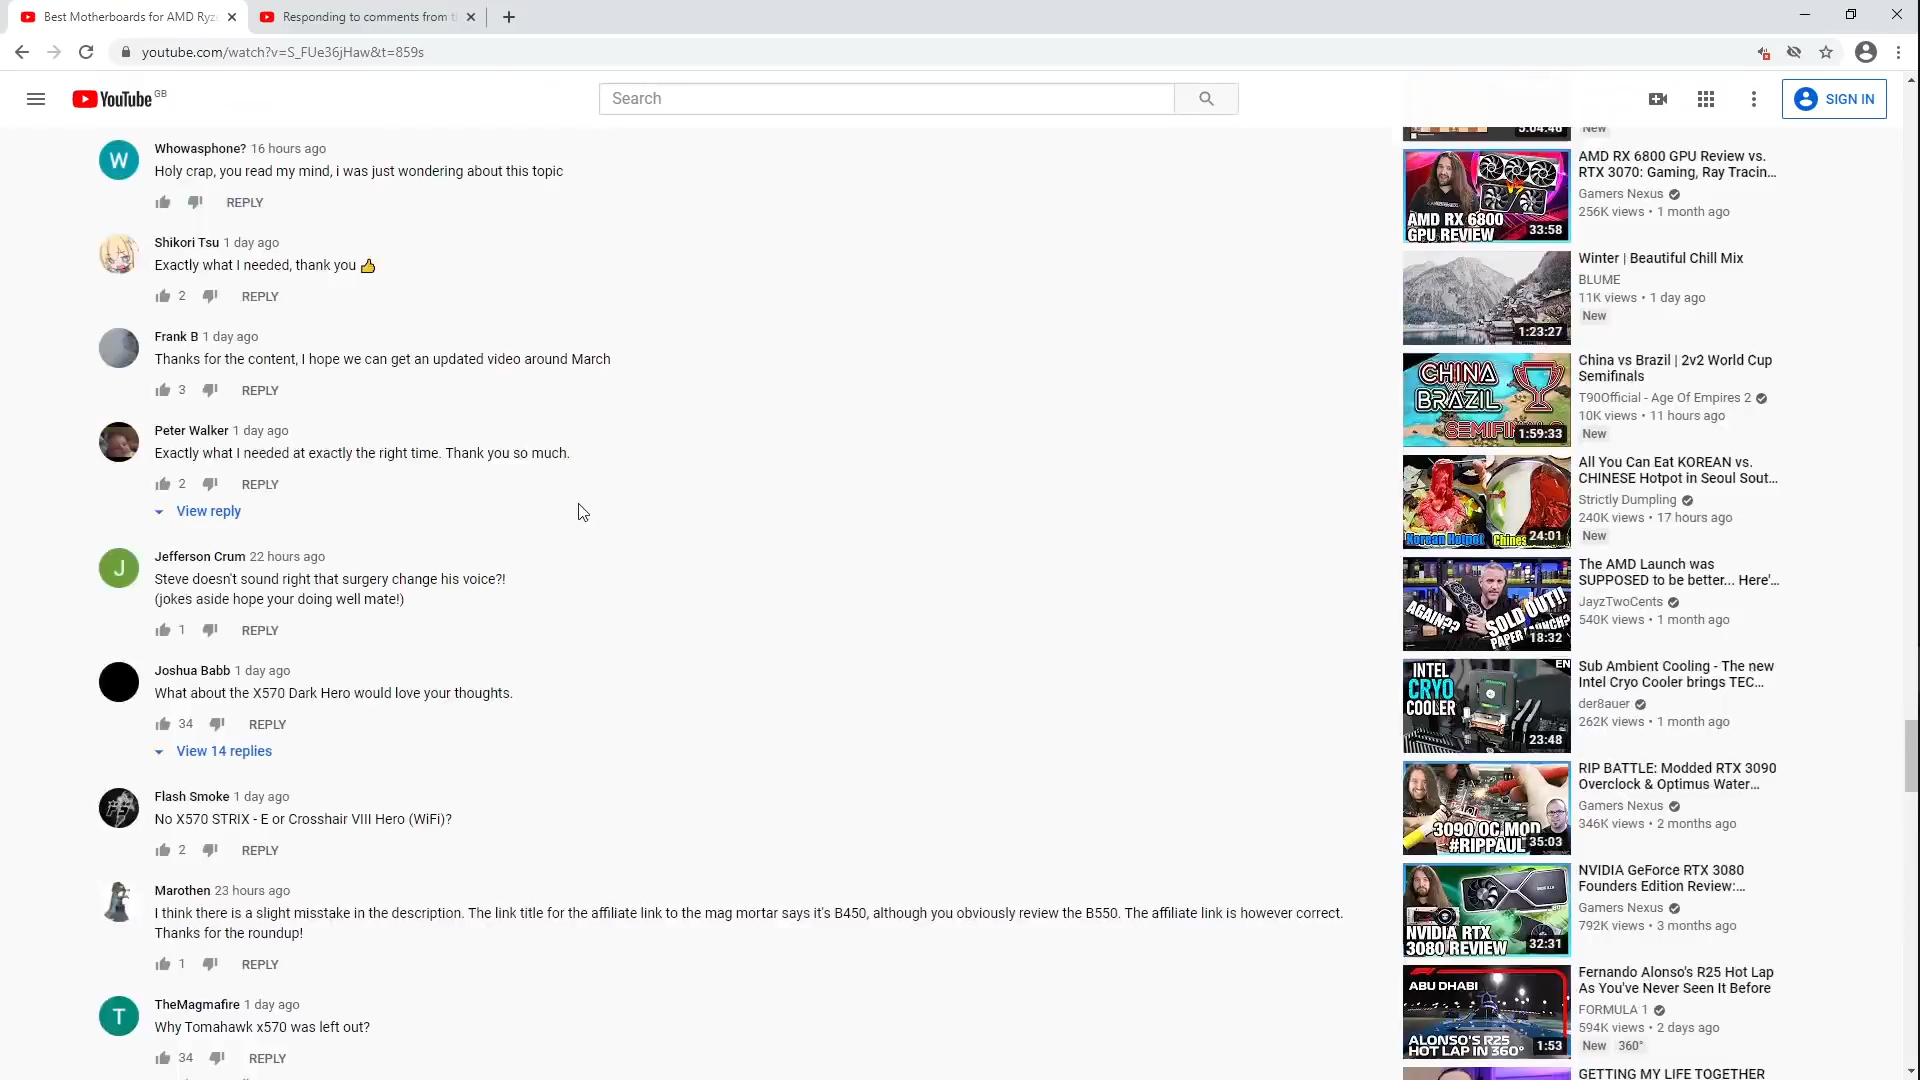 Best Motherboards for AMD Ryz
Responding to comments from t
youtube.com/watch?v=S_FUe36jHaw&t=859s
YouTube GB
Search
SIGN IN
Whowasphone? 16 hours ago
Holy crap, you read my mind, i was just wondering about this topic
REPLY
Shikori Tsu 1 day ago
Exactly what I needed, thank you 👍
2 REPLY
Frank B 1 day ago
Thanks for the content, I hope we can get an updated video around March
3 REPLY
Peter Walker 1 day ago
Exactly what I needed at exactly the right time. Thank you so much.
2 REPLY
View reply
Jefferson Crum 22 hours ago
Steve doesn't sound right that surgery change his voice?!
(jokes aside hope your doing well mate!)
1 REPLY
Joshua Babb 1 day ago
What about the X570 Dark Hero would love your thoughts.
34 REPLY
View 14 replies
Flash Smoke 1 day ago
No X570 STRIX - E or Crosshair VIII Hero (WiFi)?
2 REPLY
Marothen 23 hours ago
I think there is a slight misstake in the description. The link title for the affiliate link to the mag mortar says it's B450, although you obviously review the B550. The affiliate link is however correct.
Thanks for the roundup!
1 REPLY
TheMagmafire 1 day ago
Why Tomahawk x570 was left out?
34 REPLY
5:04:46
New
AMD RX 6800
GPU REVIEW
33:58
AMD RX 6800 GPU Review vs.
RTX 3070: Gaming, Ray Tracin...
Gamers Nexus
256K views • 1 month ago
1:23:27
Winter | Beautiful Chill Mix
BLUME
11K views • 1 day ago
New
CHINA
VS
BRAZIL
SEMIFIN
1:59:33
China vs Brazil | 2v2 World Cup
Semifinals
T90Official - Age Of Empires 2
10K views • 11 hours ago
New
Korean Hotpot Chines
24:01
All You Can Eat KOREAN vs.
CHINESE Hotpot in Seoul Sout...
Strictly Dumpling
240K views • 17 hours ago
New
AGAIN??
SOLD OUT!!
PAPER LAUNCH?
18:32
The AMD Launch was
SUPPOSED to be better... Here'...
JayzTwoCents
540K views • 1 month ago
INTEL
CRYO
COOLER
EN
23:48
Sub Ambient Cooling - The new
Intel Cryo Cooler brings TEC...
der8auer
262K views • 1 month ago
3090 OC MOD
#RIPPAUL
35:03
RIP BATTLE: Modded RTX 3090
Overclock & Optimus Water...
Gamers Nexus
346K views • 2 months ago
NVIDIA RTX
3080 REVIEW
32:31
NVIDIA GeForce RTX 3080
Founders Edition Review:...
Gamers Nexus
792K views • 3 months ago
ABU DHABI
ALONSO'S R25
HOT LAP IN 360°
1:53
Fernando Alonso's R25 Hot Lap
As You've Never Seen It Before
FORMULA 1
594K views • 2 days ago
New 360°
GETTING MY LIFE TOGETHER